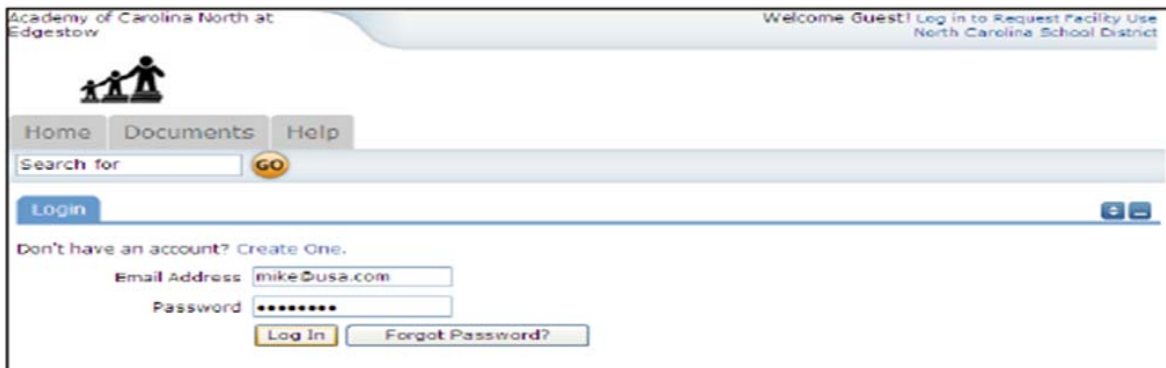 Academy of Carolina North at
Edgestow
Welcome Guest! Log in to Request Facility Use
North Carolina School District
Home Documents Help
Search for GO
Login
Don't have an account? Create One.
Email Address mike@usa.com
Password ••••••••
Log In Forgot Password?